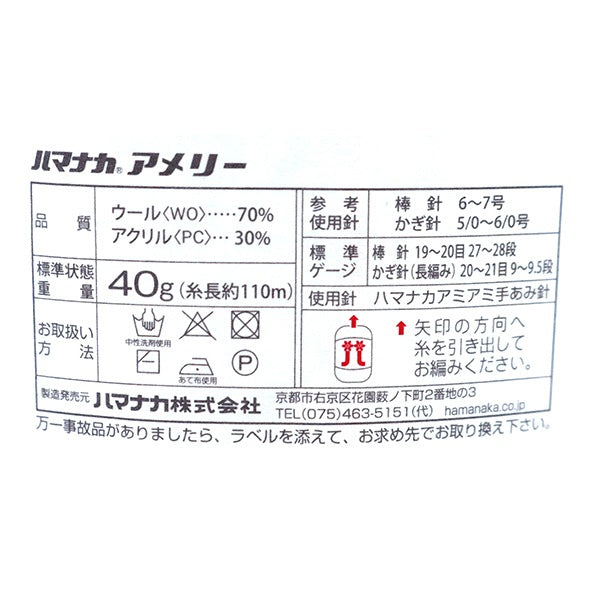 ハマナカ® アメリー
品質
ウール〈WO〉‥‥‥70%
アクリル〈PC〉‥‥30%
標準状態
重量
40g(糸長約110m)
お取扱い
方法
中性洗剤使用
あて布使用
P
参考
使用針
棒針 6〜7号
かぎ針 5/0〜6/0号
標準
ゲージ
棒針 19〜20目27〜28段
かぎ針(長編み)20〜21目9〜9.5段
使用針 ハマナカアミアミ手あみ針
矢印の方向へ
糸を引き出して
お編みください。
製造発売元 ハマナカ株式会社
京都市右京区花園薮ノ下町2番地の3
TEL(075)463-5151(代) hamanaka.co.jp
万一事故品がありましたら、ラベルを添えて、お求め先でお取り換え下さい。